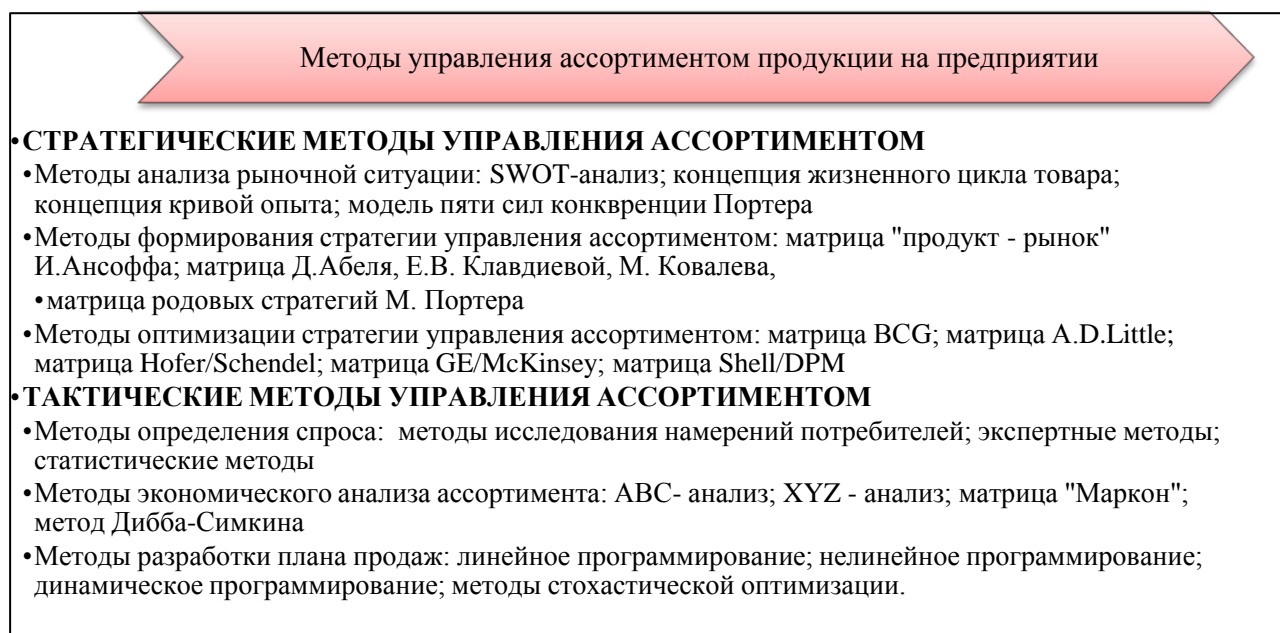 Методы управления ассортиментом продукции на предприятии
•СТРАТЕГИЧЕСКИЕ МЕТОДЫ УПРАВЛЕНИЯ АССОРТИМЕНТОМ
•Методы анализа рыночной ситуации: SWOT-анализ; концепция жизненного цикла товара;
концепция кривой опыта; модель пяти сил конквренции Портера
•Методы формирования стратегии управления ассортиментом: матрица "продукт - рынок"
И.Ансоффа; матрица Д.Абеля, Е.В. Клавдиевой, М. Ковалева,
•матрица родовых стратегий М. Портера
•Методы оптимизации стратегии управления ассортиментом: матрица BCG; матрица A.D.Little;
матрица Hofer/Schendel; матрица GE/McKinsey; матрица Shell/DPM
•ТАКТИЧЕСКИЕ МЕТОДЫ УПРАВЛЕНИЯ АССОРТИМЕНТОМ
•Методы определения спроса:  методы исследования намерений потребителей; экспертные методы;
статистические методы
•Методы экономического анализа ассортимента: ABC- анализ; XYZ - анализ; матрица "Маркон";
метод Дибба-Симкина
•Методы разработки плана продаж: линейное программирование; нелинейное программирование;
динамическое программирование; методы стохастической оптимизации.